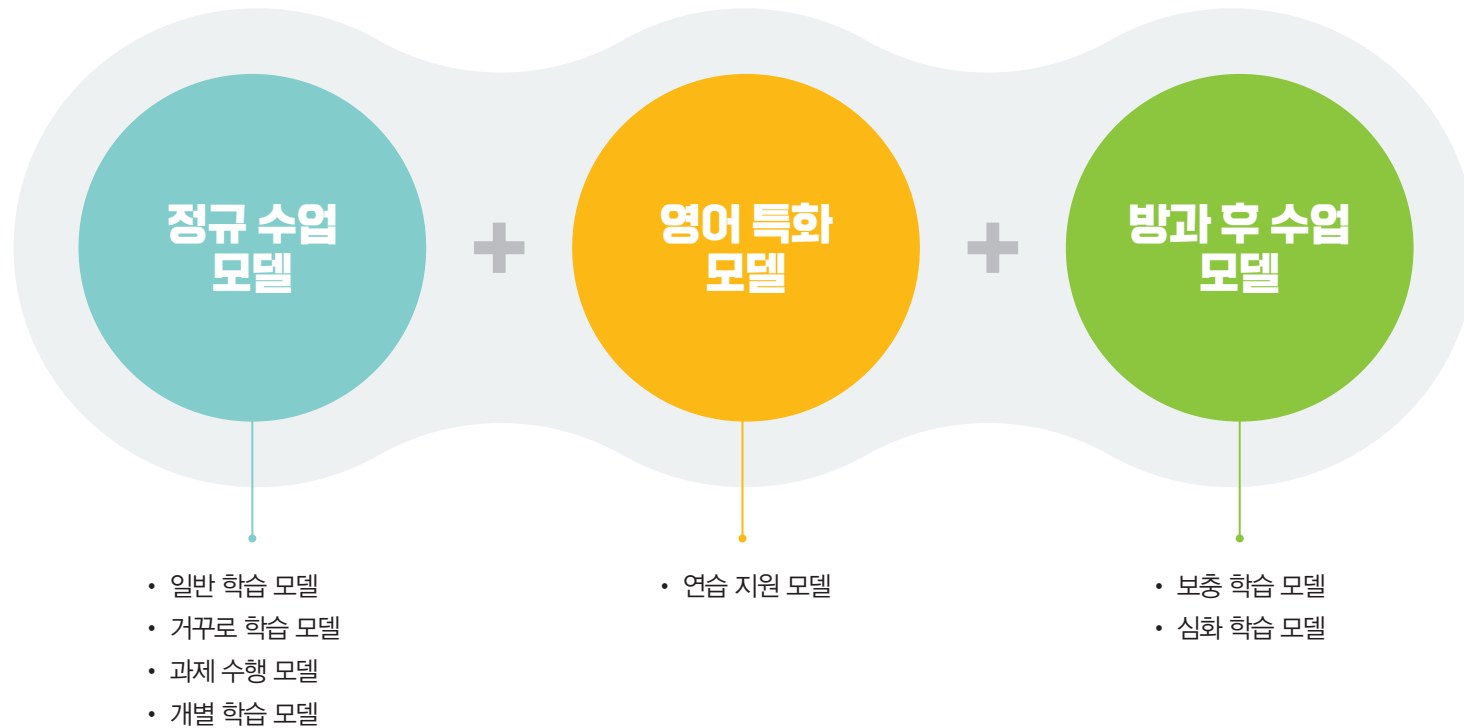 정규 수업
모델
+
영어 특화
모델
+
방과 후 수업
모델
• 일반 학습 모델
• 거꾸로 학습 모델
• 과제 수행 모델
• 개별 학습 모델
• 연습 지원 모델
• 보충 학습 모델
• 심화 학습 모델